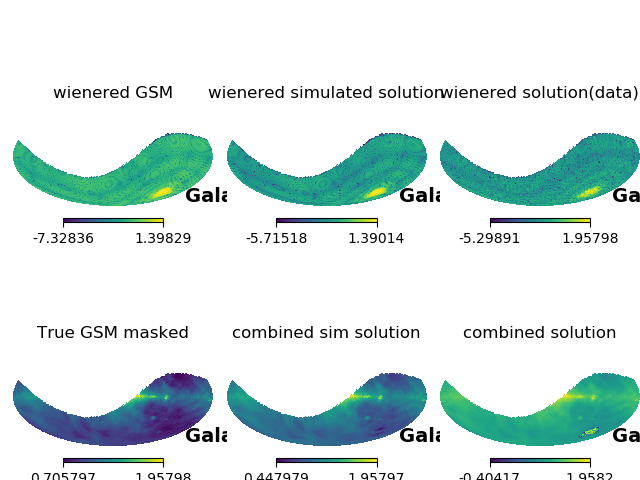 wienered GSM
wienered simulated solution
wienered solution(data)
Gala
Gala
Ga
-7.32836 1.39829
-5.71518 1.39014
-5.29891 1.95798
True GSM masked
combined sim solution
combined solution
Gala
Gala
Ga
0.705797 1.95798
0.447979 1.95797
-0.40417 1.9582